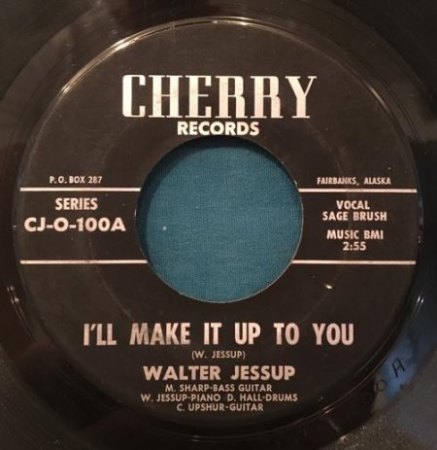 CHERRY
RECORDS
P.O. BOX 287
FAIRBANKS, ALASKA
SERIES
CJ-O-100A
VOCAL
SAGE BRUSH
MUSIC BMI
2:55
I'LL MAKE IT UP TO YOU
(W. JESSUP)
WALTER JESSUP
M. SHARP-BASS GUITAR
W. JESSUP-PIANO D. HALL-DRUMS
C. UPSHUR-GUITAR